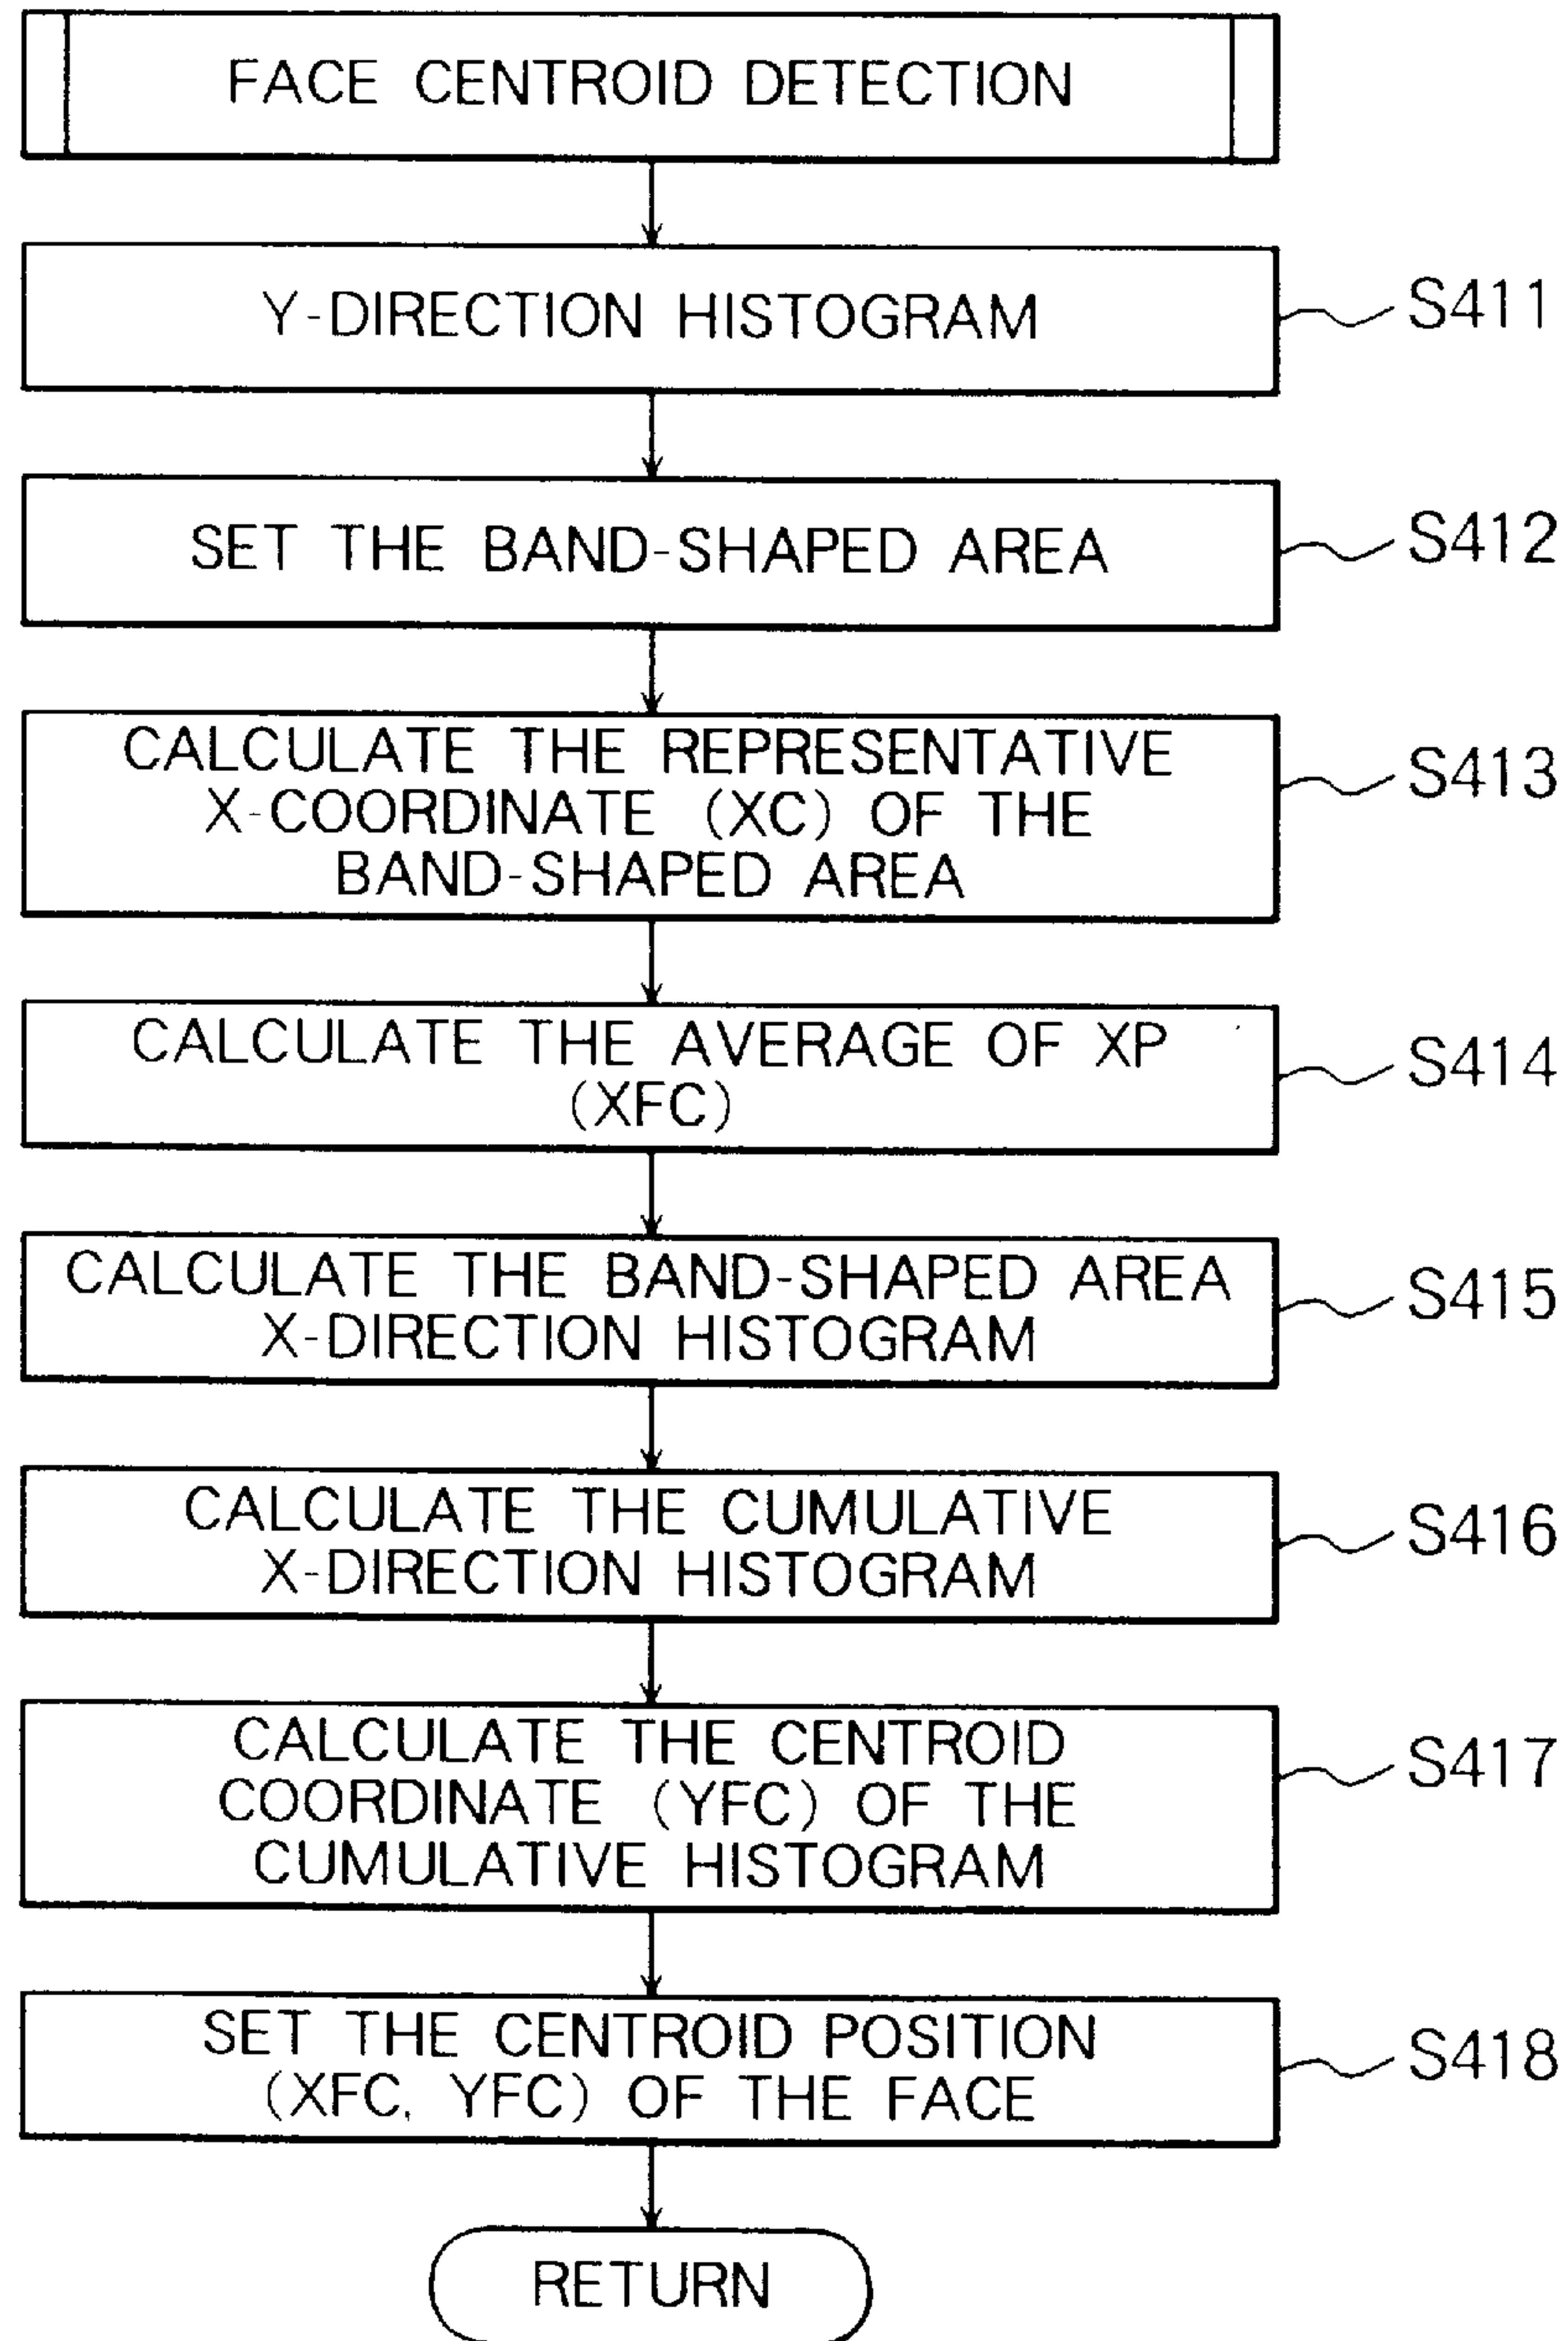 FACE CENTROID DETECTION
Y-DIRECTION HISTOGRAM
S411
SET THE BAND-SHAPED AREA
S412
CALCULATE THE REPRESENTATIVE
X-COORDINATE (XC) OF THE
BAND-SHAPED AREA
S413
CALCULATE THE AVERAGE OF XP
(XFC)
S414
CALCULATE THE BAND-SHAPED AREA
X-DIRECTION HISTOGRAM
S415
CALCULATE THE CUMULATIVE
X-DIRECTION HISTOGRAM
S416
CALCULATE THE CENTROID
COORDINATE (YFC) OF THE
CUMULATIVE HISTOGRAM
S417
SET THE CENTROID POSITION
(XFC, YFC) OF THE FACE
S418
RETURN